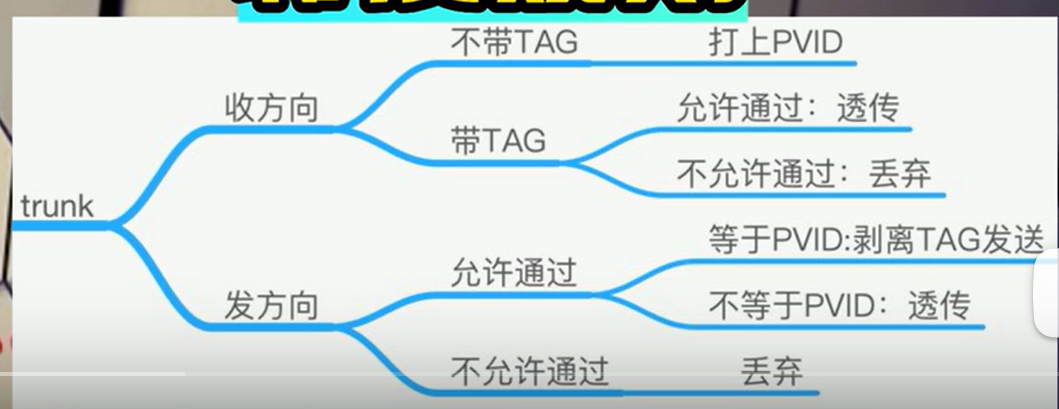 不带TAG 打上PVID
收方向
允许通过：透传
带TAG
不允许通过：丢弃
trunk
等于PVID:剥离TAG发送
允许通过
发方向
不等于PVID：透传
不允许通过 丢弃